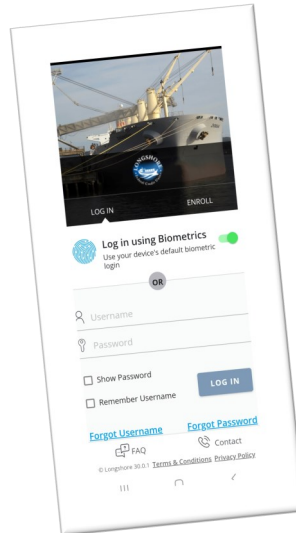 LONGSHORE
LOG IN
ENROLL
Log in using Biometrics
Use your device's default biometric
login
OR
Username
Password
Show Password
LOG IN
Remember Username
Forgot Username
Forgot Password
FAQ
Contact
© Longshore 30.0.1 Terms & Conditions Privacy Policy